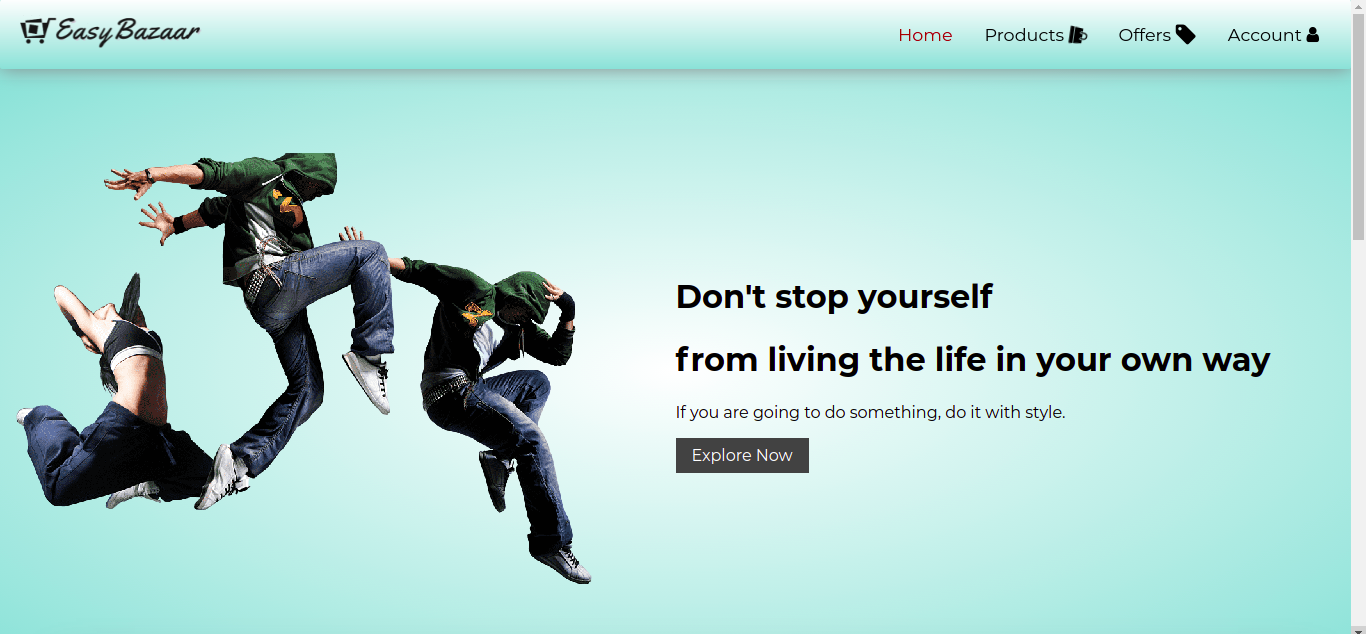 EasyBazaar
Home Products Offers Account
Don't stop yourself
from living the life in your own way
If you are going to do something, do it with style.
Explore Now